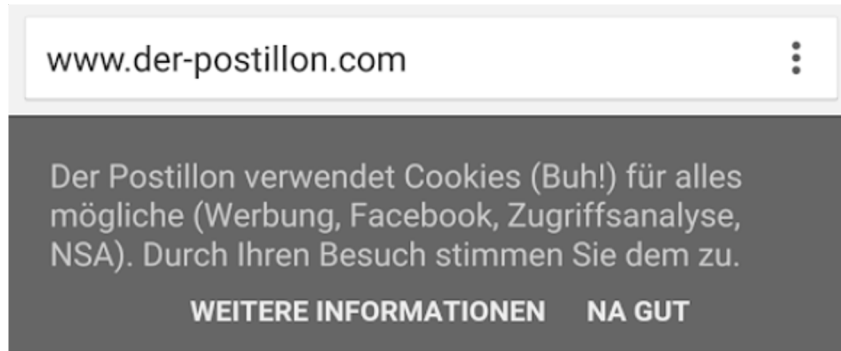 www.der-postillon.com
Der Postillon verwendet Cookies (Buh!) für alles
mögliche (Werbung, Facebook, Zugriffsanalyse,
NSA). Durch Ihren Besuch stimmen Sie dem zu.
WEITERE INFORMATIONEN NA GUT